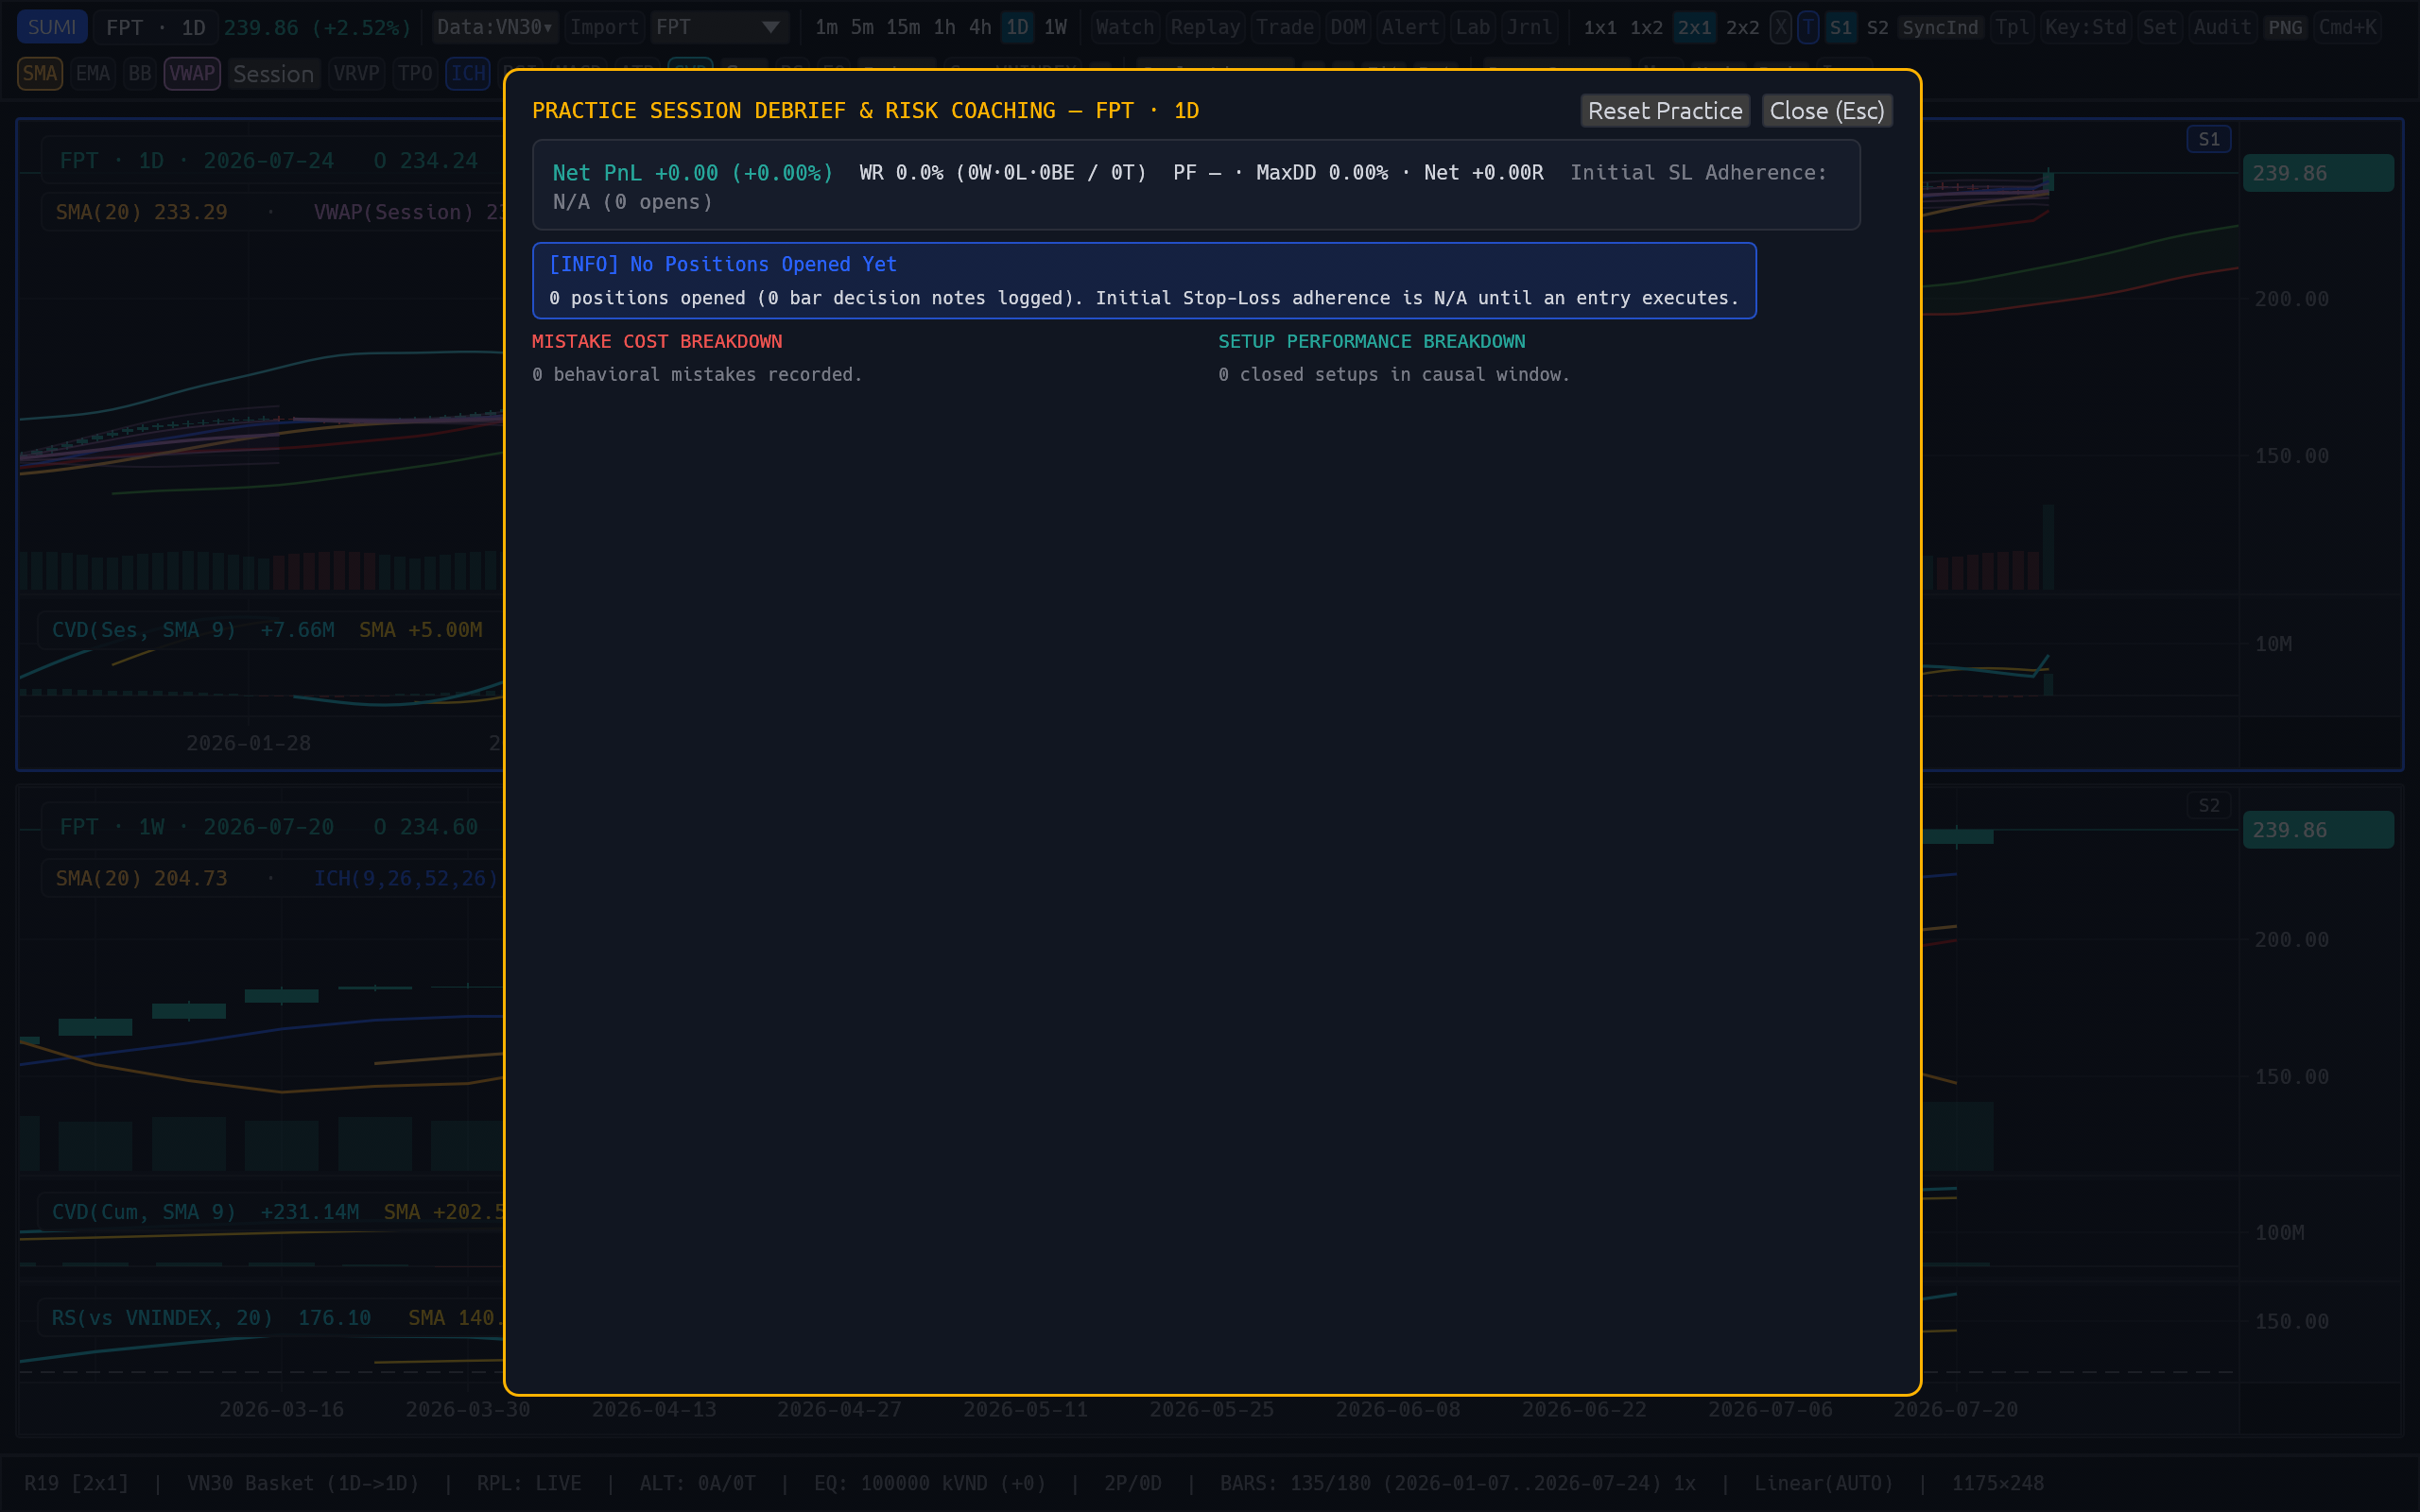 SUMI FPT · 1D 239.86 (+2.52%) Data:VN30▾ Import FPT 1m 5m 15m 1h 4h 1D 1W Watch Replay Trade DOM Alert Lab Jrnl 1x1 1x2 2x1 2x2 X T S1 S2 SyncInd Tpl Key:Std Set Audit PNG Cmd+K
SMA EMA BB VWAP Session VRVP TPO ICH
PRACTICE SESSION DEBRIEF & RISK COACHING — FPT · 1D Reset Practice Close (Esc)
Net PnL +0.00 (+0.00%) WR 0.0% (0W·0L·0BE / 0T) PF — · MaxDD 0.00% · Net +0.00R Initial SL Adherence:
N/A (0 opens)
[INFO] No Positions Opened Yet
0 positions opened (0 bar decision notes logged). Initial Stop-Loss adherence is N/A until an entry executes.
MISTAKE COST BREAKDOWN
0 behavioral mistakes recorded.
SETUP PERFORMANCE BREAKDOWN
0 closed setups in causal window.
FPT · 1D · 2026-07-24 O 234.24
SMA(20) 233.29 · VWAP(Session)
S1
239.86
200.00
150.00
CVD(Ses, SMA 9) +7.66M SMA +5.00M
10M
2026-01-28
FPT · 1W · 2026-07-20 O 234.60
SMA(20) 204.73 · ICH(9,26,52,26)
S2
239.86
200.00
150.00
CVD(Cum, SMA 9) +231.14M SMA +202.5
100M
RS(vs VNINDEX, 20) 176.10 SMA 140.
150.00
2026-03-16 2026-03-30 2026-04-13 2026-04-27 2026-05-11 2026-05-25 2026-06-08 2026-06-22 2026-07-06 2026-07-20
R19 [2x1] | VN30 Basket (1D->1D) | RPL: LIVE | ALT: 0A/0T | EQ: 100000 kVND (+0) | 2P/0D | BARS: 135/180 (2026-01-07..2026-07-24) 1x | Linear(AUTO) | 1175×248